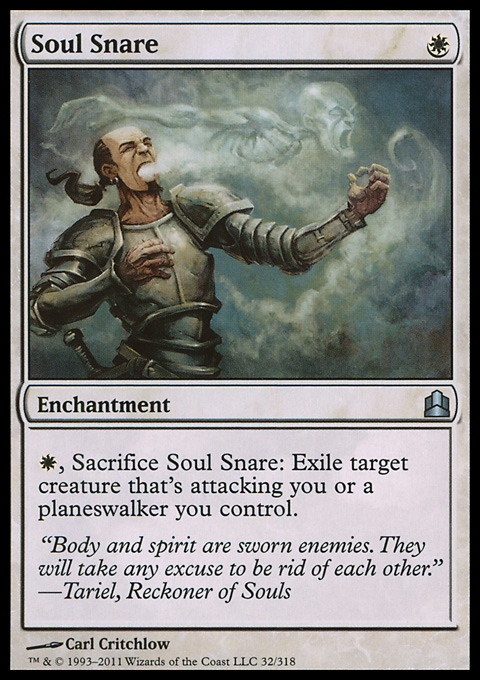 Soul Snare
Enchantment
, Sacrifice Soul Snare: Exile target
creature that's attacking you or a
planeswalker you control.
“Body and spirit are sworn enemies. They
will take any excuse to be rid of each other.”
—Tariel, Reckoner of Souls
Carl Critchlow
™ & © 1993–2011 Wizards of the Coast LLC 32/318